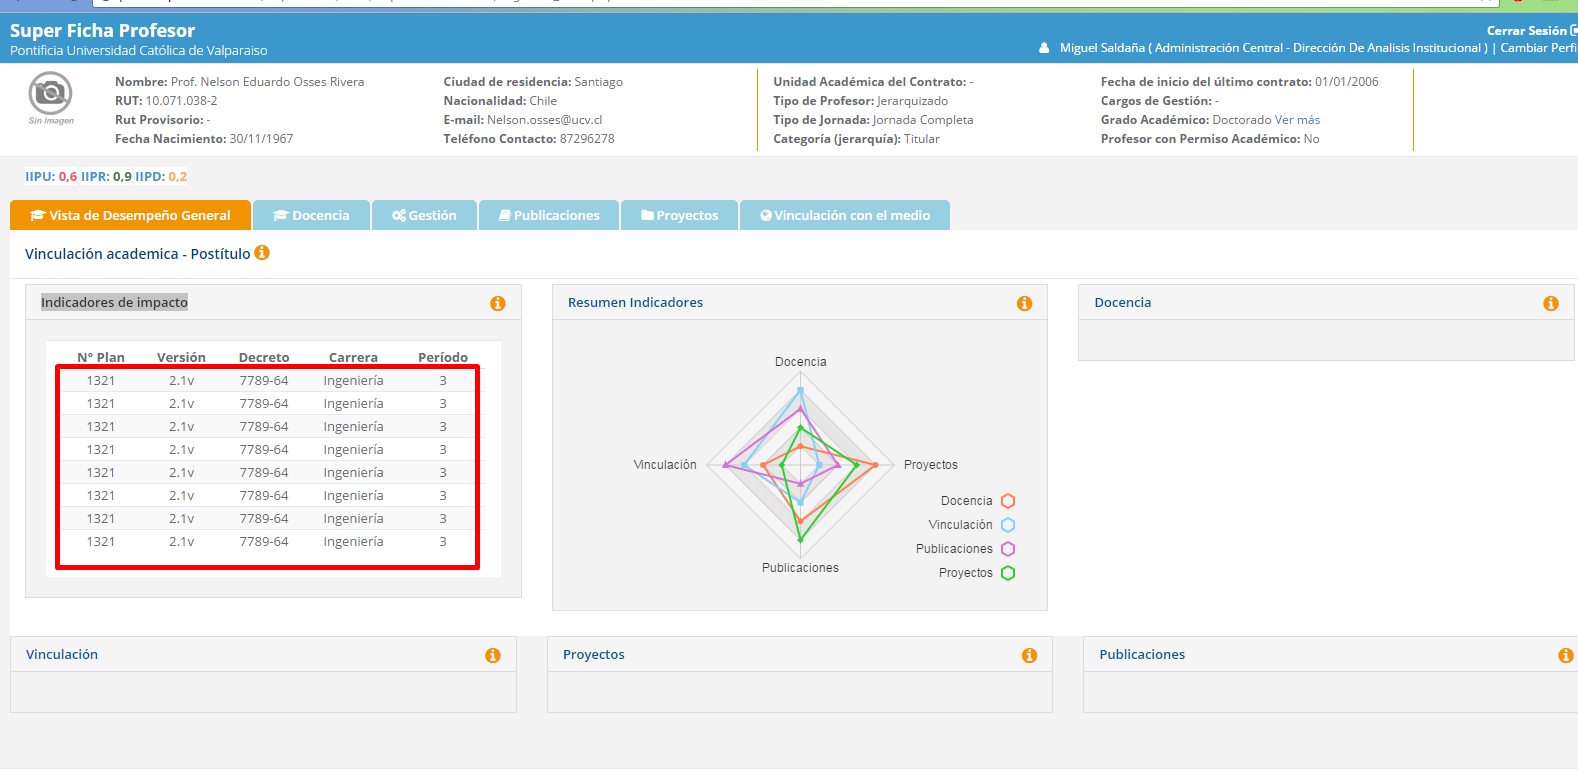 Super Ficha Profesor
Pontificia Universidad Católica de Valparaiso
Cerrar Sesión
Miguel Saldaña ( Administración Central - Dirección De Analisis Institucional ) | Cambiar Perfi
Sin Imagen
Nombre: Prof. Nelson Eduardo Osses Rivera
RUT: 10.071.038-2
Rut Provisorio: -
Fecha Nacimiento: 30/11/1967
Ciudad de residencia: Santiago
Nacionalidad: Chile
E-mail: Nelson.osses@ucv.cl
Teléfono Contacto: 87296278
Unidad Académica del Contrato: -
Tipo de Profesor: Jerarquizado
Tipo de Jornada: Jornada Completa
Categoría (jerarquía): Titular
Fecha de inicio del último contrato: 01/01/2006
Cargos de Gestión: -
Grado Académico: Doctorado Ver más
Profesor con Permiso Académico: No
IIPU: 0,6 IIPR: 0,9 IIPD: 0,2
Vista de Desempeño General
Docencia
Gestión
Publicaciones
Proyectos
Vinculación con el medio
Vinculación academica - Postítulo
Indicadores de impacto
N° Plan Versión Decreto Carrera Período
1321 2.1v 7789-64 Ingeniería 3
1321 2.1v 7789-64 Ingeniería 3
1321 2.1v 7789-64 Ingeniería 3
1321 2.1v 7789-64 Ingeniería 3
1321 2.1v 7789-64 Ingeniería 3
1321 2.1v 7789-64 Ingeniería 3
1321 2.1v 7789-64 Ingeniería 3
1321 2.1v 7789-64 Ingeniería 3
Resumen Indicadores
Docencia
Vinculación
Proyectos
Publicaciones
Docencia
Vinculación
Publicaciones
Proyectos
Docencia
Vinculación
Proyectos
Publicaciones